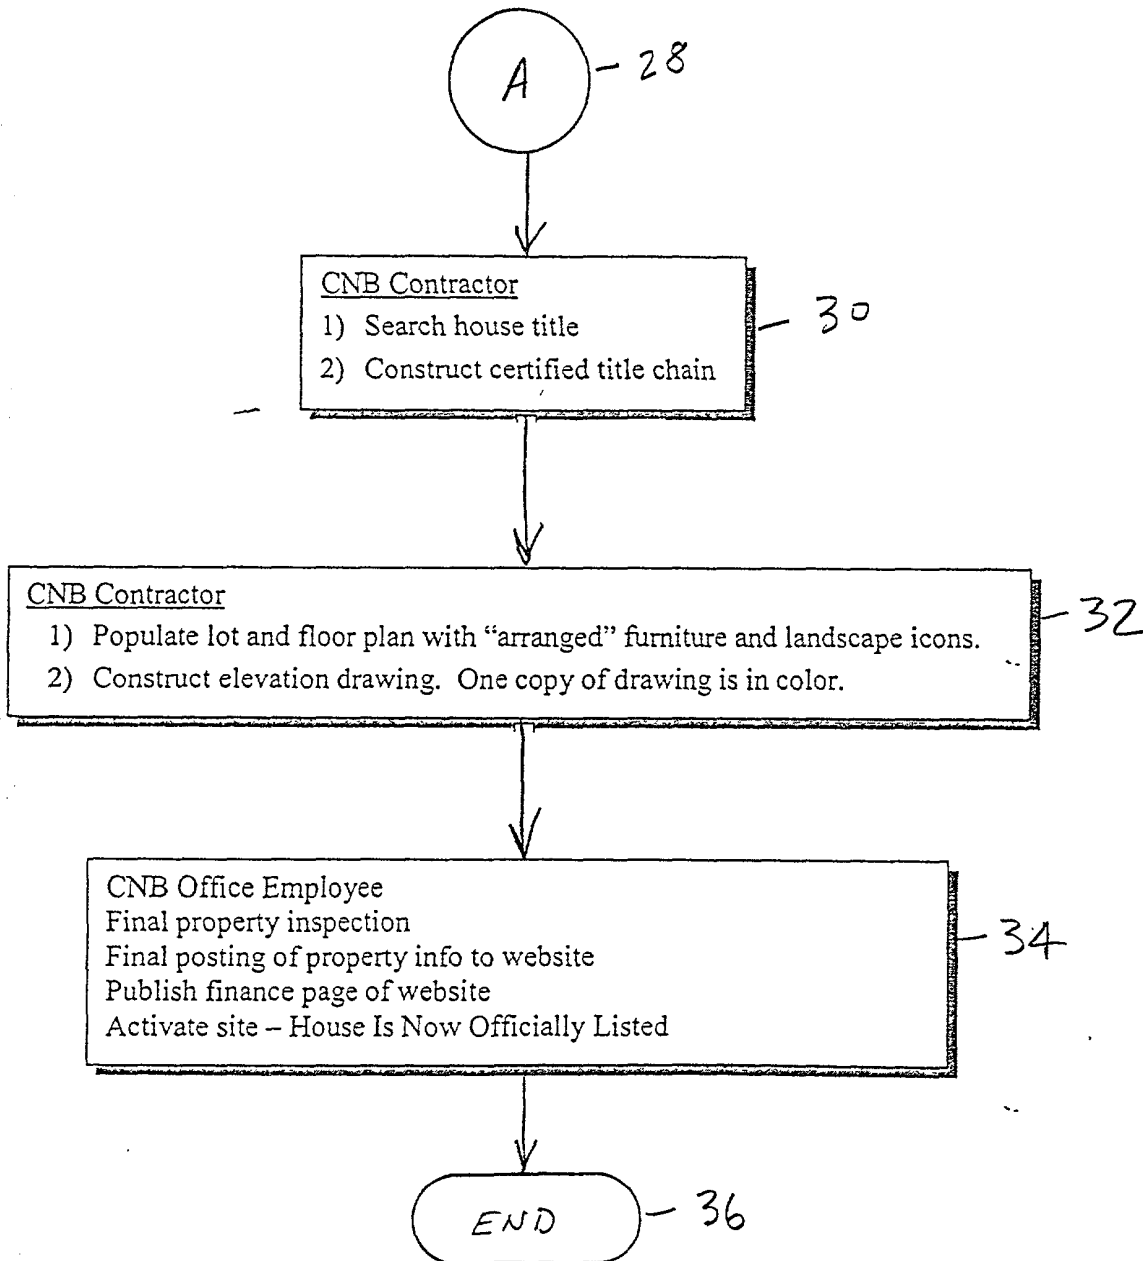 A
28
CNB Contractor
1) Search house title
2) Construct certified title chain
30
CNB Contractor
1) Populate lot and floor plan with “arranged” furniture and landscape icons.
2) Construct elevation drawing. One copy of drawing is in color.
32
CNB Office Employee
Final property inspection
Final posting of property info to website
Publish finance page of website
Activate site – House Is Now Officially Listed
34
END
36